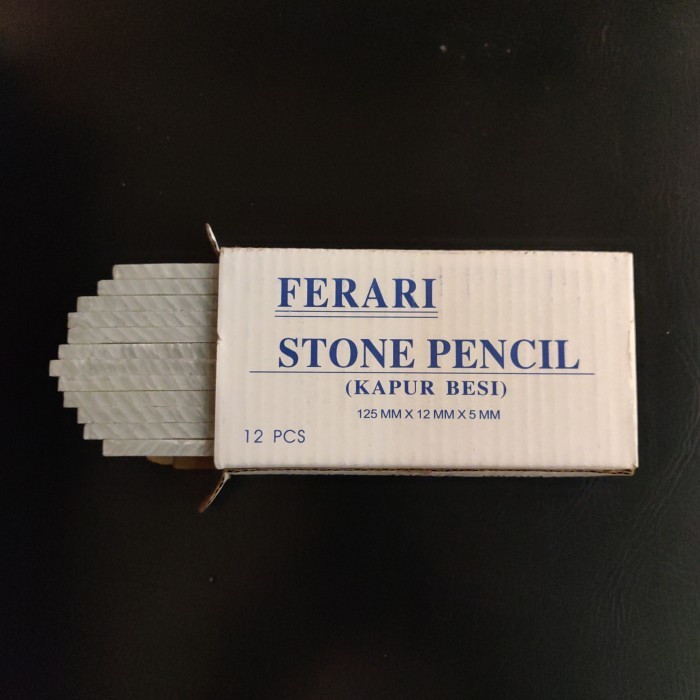 FERARI
STONE PENCIL
(KAPUR BESI)
125 MM X 12 MM X 5 MM
12 PCS